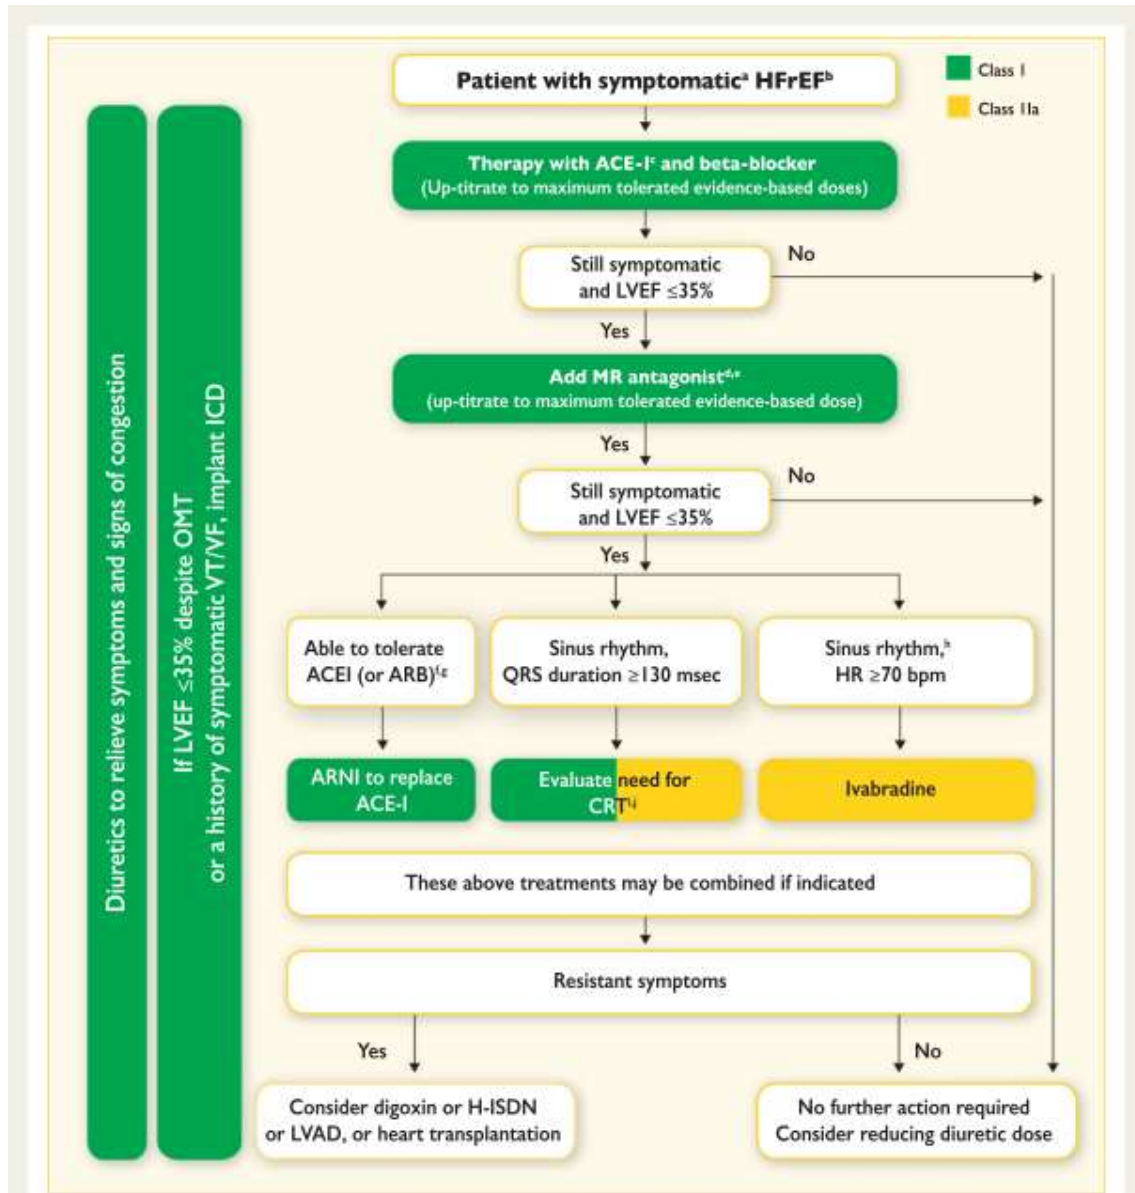 Patient with symptomaticᵃ HFrEFᵇ
Class I
Class IIa
Therapy with ACE-Iᶜ and beta-blocker
(Up-titrate to maximum tolerated evidence-based doses)
Still symptomatic
and LVEF ≤35%
No
Yes
Add MR antagonistᵈ,ᵉ
(up-titrate to maximum tolerated evidence-based dose)
Yes
Still symptomatic
and LVEF ≤35%
No
Yes
Able to tolerate
ACEI (or ARB)ᶠ,ᵍ
Sinus rhythm,
QRS duration ≥130 msec
Sinus rhythm,ʰ
HR ≥70 bpm
ARNI to replace
ACE-I
Evaluate need for
CRTⁱ,ʲ
Ivabradine
These above treatments may be combined if indicated
Resistant symptoms
Yes
No
Consider digoxin or H-ISDN
or LVAD, or heart transplantation
No further action required
Consider reducing diuretic dose
Diuretics to relieve symptoms and signs of congestion
If LVEF ≤35% despite OMT
or a history of symptomatic VT/VF, implant ICD